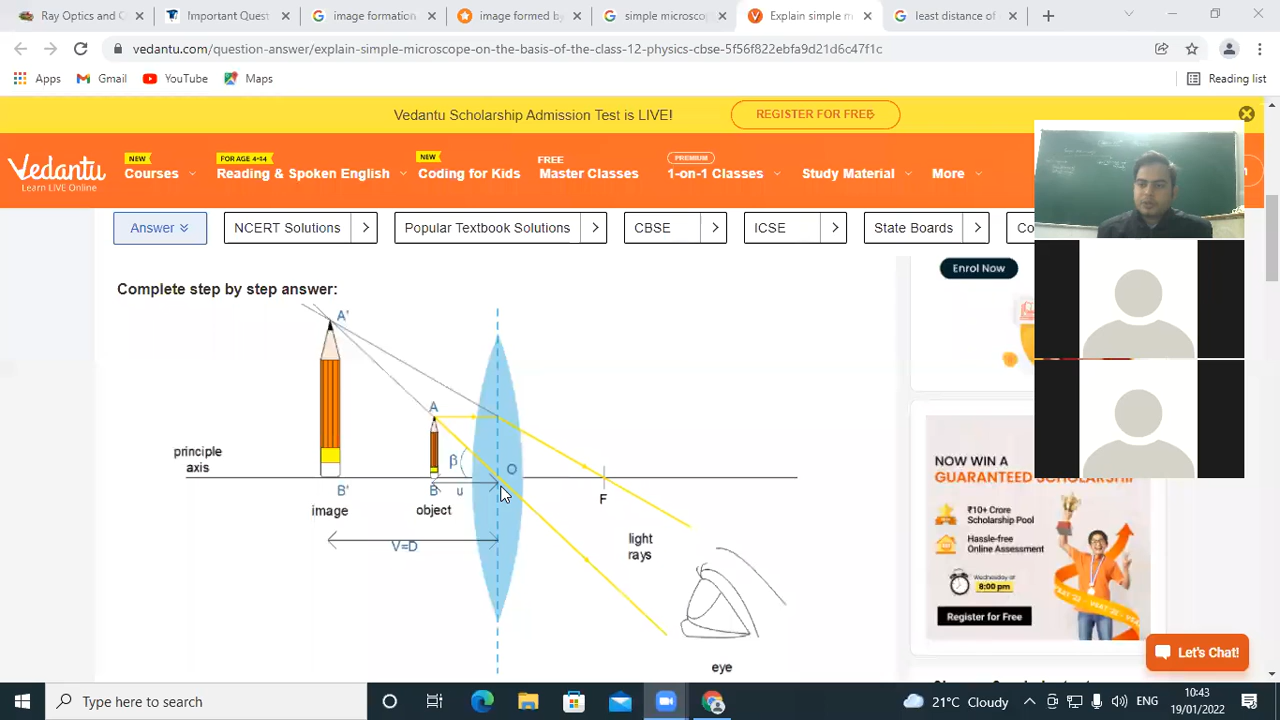 Ray Optics and O
Important Quest
image formation
image formed by
simple microsco
Explain simple m
least distance of
vedantu.com/question-answer/explain-simple-microscope-on-the-basis-of-the-class-12-physics-cbse-5f56f822ebfa9d21d6c47f1c
Apps
Gmail
YouTube
Maps
Reading list
Vedantu Scholarship Admission Test is LIVE!
REGISTER FOR FREE
Vedantu
Learn LIVE Online
NEW
Courses
FOR AGE 4-14
Reading & Spoken English
NEW
Coding for Kids
FREE
Master Classes
PREMIUM
1-on-1 Classes
Study Material
More
Answer
NCERT Solutions
Popular Textbook Solutions
CBSE
ICSE
State Boards
Co
Enrol Now
Complete step by step answer:
A'
A
principle
axis
β
O
B'
B
u
F
image
object
V=D
light
rays
eye
NOW WIN A
GUARANTEED SCHOLARSHIP
₹10+ Crore
Scholarship Pool
Hassle-free
Online Assessment
Wednesday at
8:00 pm
Register for Free
Let's Chat!
Type here to search
21°C Cloudy
ENG
10:43
19/01/2022